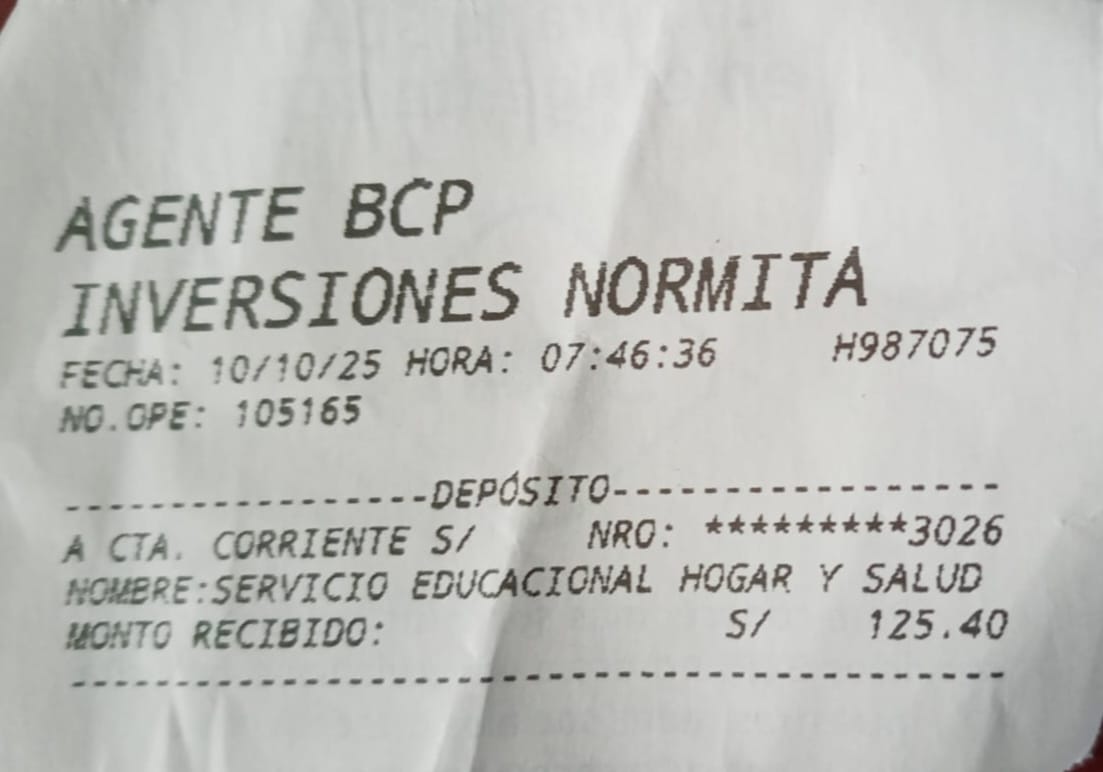 AGENTE BCP
INVERSIONES NORMITA
FECHA: 10/10/25 HORA: 07:46:36 H987075
NO.OPE: 105165
-----------------DEPÓSITO------------------
A CTA. CORRIENTE S/ NRO: *********3026
NOMBRE:SERVICIO EDUCACIONAL HOGAR Y SALUD
MONTO RECIBIDO: S/ 125.40
--------------------------------------------